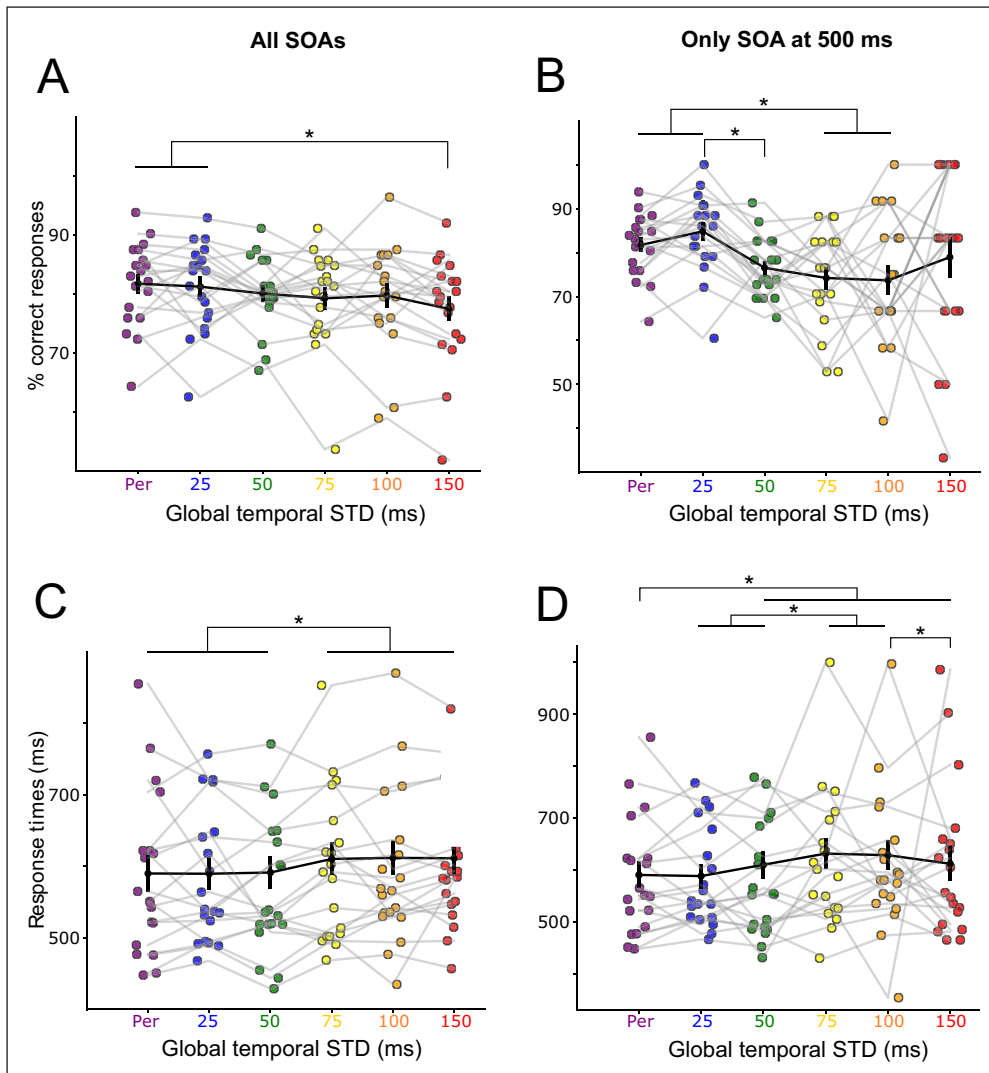 All SOAs
Only SOA at 500 ms
A
*
90
70
% correct responses
Per 25 50 75 100 150
Global temporal STD (ms)
B
*
*
90
70
50
Per 25 50 75 100 150
Global temporal STD (ms)
C
*
700
500
Response times (ms)
Per 25 50 75 100 150
Global temporal STD (ms)
D
*
*
*
900
700
500
Per 25 50 75 100 150
Global temporal STD (ms)